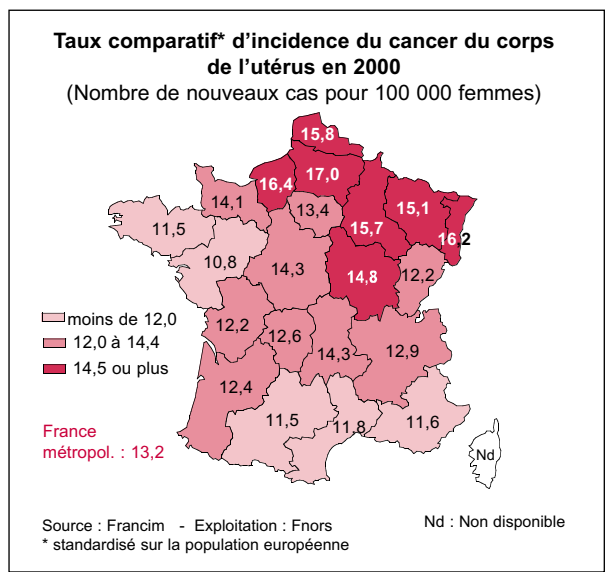 Taux comparatif* d'incidence du cancer du corps
de l'utérus en 2000
(Nombre de nouveaux cas pour 100 000 femmes)
15,8
17,0
16,4
14,1
13,4
15,7
15,1
16,2
11,5
10,8
14,3
14,8
12,2
moins de 12,0
12,0 à 14,4
14,5 ou plus
12,2
12,6
14,3
12,9
12,4
11,5
11,8
11,6
France
métropol. : 13,2
Nd
Source : Francim - Exploitation : Fnors
Nd : Non disponible
* standardisé sur la population européenne